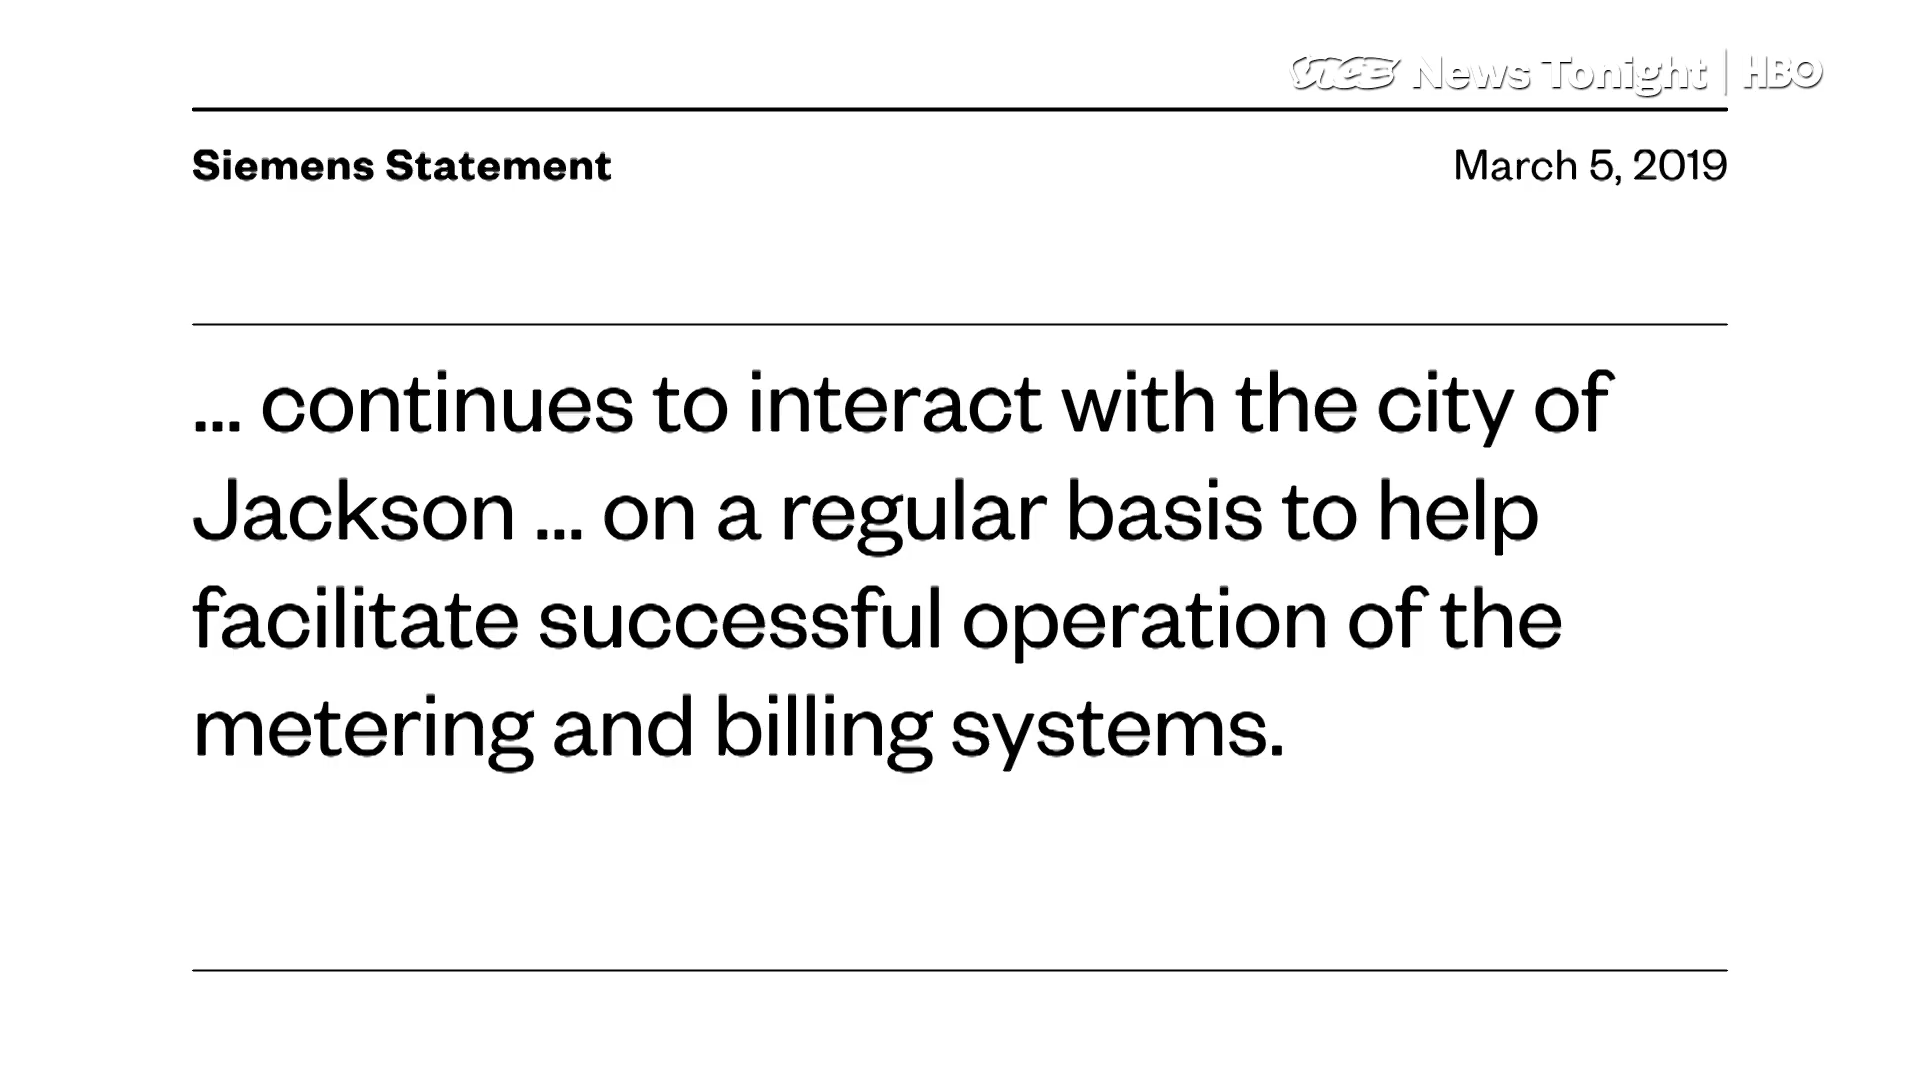 VICE News Tonight | HBO
Siemens Statement
March 5, 2019
... continues to interact with the city of
Jackson ... on a regular basis to help
facilitate successful operation of the
metering and billing systems.